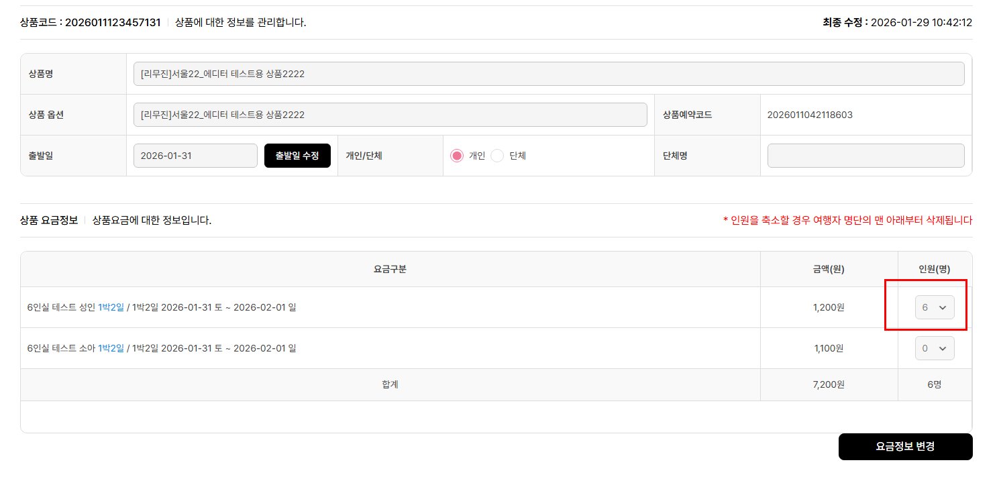 상품코드 : 2026011123457131 상품에 대한 정보를 관리합니다. 최종 수정 : 2026-01-29 10:42:12
상품명 [리무진]서울22_에디터 테스트용 상품2222
상품 옵션 [리무진]서울22_에디터 테스트용 상품2222 상품예약코드 2026011042118603
출발일 2026-01-31 출발일 수정 개인/단체 개인 단체 단체명
상품 요금정보 상품요금에 대한 정보입니다. * 인원을 축소할 경우 여행자 명단의 맨 아래부터 삭제됩니다
요금구분 금액(원) 인원(명)
6인실 테스트 성인 1박2일 / 1박2일 2026-01-31 토 ~ 2026-02-01 일 1,200원 6
6인실 테스트 소아 1박2일 / 1박2일 2026-01-31 토 ~ 2026-02-01 일 1,100원 0
합계 7,200원 6명
요금정보 변경